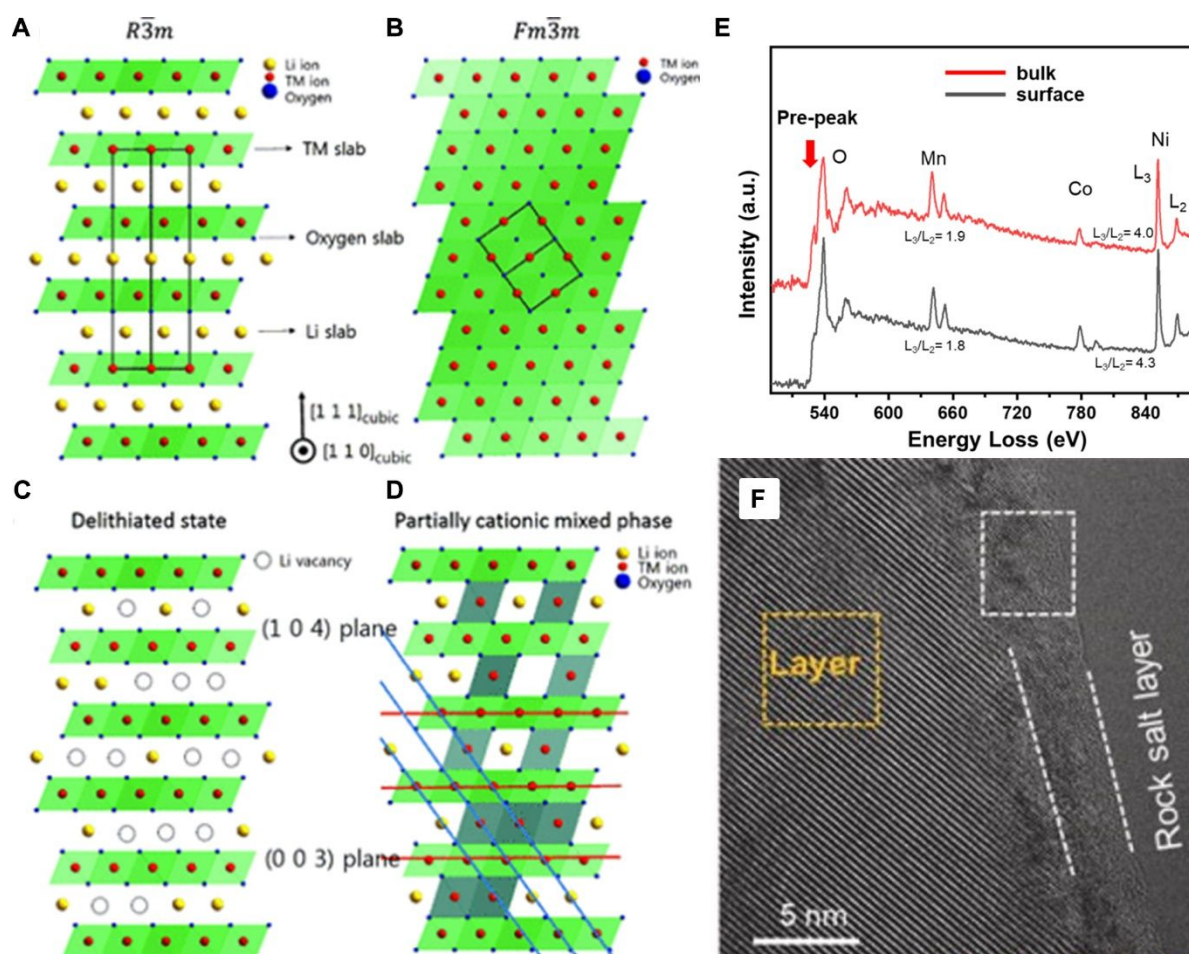 A
R3̄m
Li ion
TM ion
Oxygen
TM slab
Oxygen slab
Li slab
[1 1 1]cubic
[1 1 0]cubic
B
Fm3̄m
TM ion
Oxygen
E
bulk
surface
Pre-peak
O
Mn
Co
Ni
L3
L2
L3/L2= 1.9
L3/L2= 4.0
L3/L2= 1.8
L3/L2= 4.3
Intensity (a.u.)
540
600
660
720
780
840
Energy Loss (eV)
C
Delithiated state
Li vacancy
(1 0 4) plane
(0 0 3) plane
D
Partially cationic mixed phase
Li ion
TM ion
Oxygen
F
Layer
Rock salt layer
5 nm